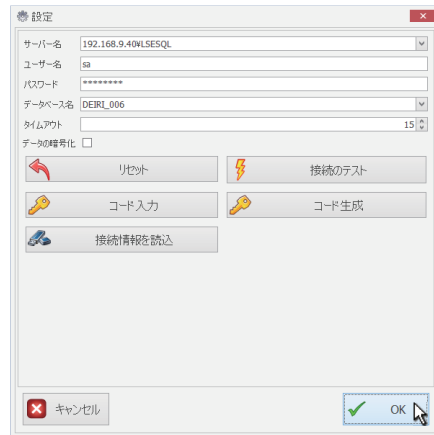 設定
サーバー名 192.168.9.40¥LSESQL
ユーザー名 sa
パスワード ********
データベース名 DEIRI_006
タイムアウト 15
データの暗号化
リセット 接続のテスト
コード入力 コード生成
接続情報を読込
キャンセル OK